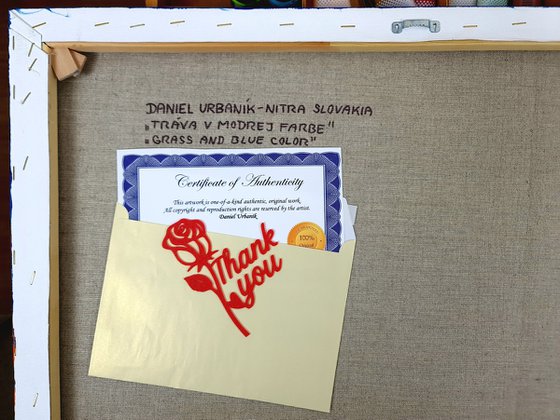 DANIEL URBANÍK-NITRA SLOVAKIA
„TRÁVA V MODREJ FARBE"
„GRASS AND BLUE COLOR"
Certificate of Authenticity
This artwork is one-of-a-kind authentic, original work.
All copyright and reproduction rights are reserved by the artist.
Daniel Urbaník
100%
Thank
you